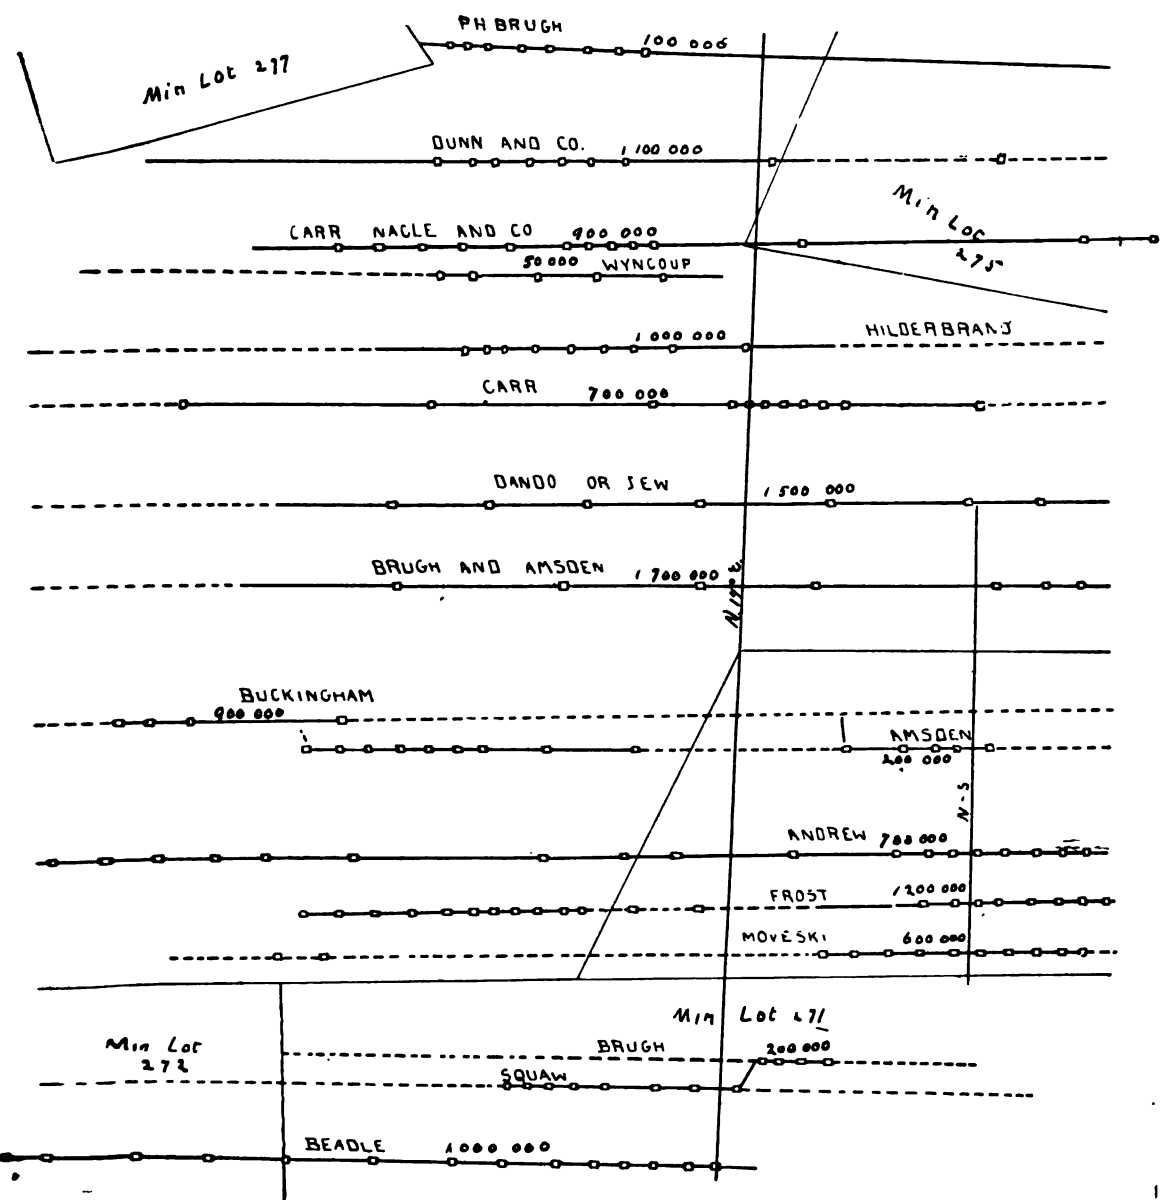 PH BRUGH
100 000
Min Lot 277
DUNN AND CO. 1 100 000
Min Loc
275
CARR NAGLE AND CO 900 000
50 000 WYNCOUP
1 000 000 HILDERBRAND
CARR 700 000
DANDO OR SEW 1 500 000
BRUGH AND AMSDEN 1 700 000
BUCKINGHAM
900 000
AMSDEN
200 000
N-S
ANDREW 700 000
FROST 1 200 000
MOVESKI 600 000
Min Lot 271
Min Lot
272
BRUGH 200 000
SQUAW
BEADLE 1 000 000